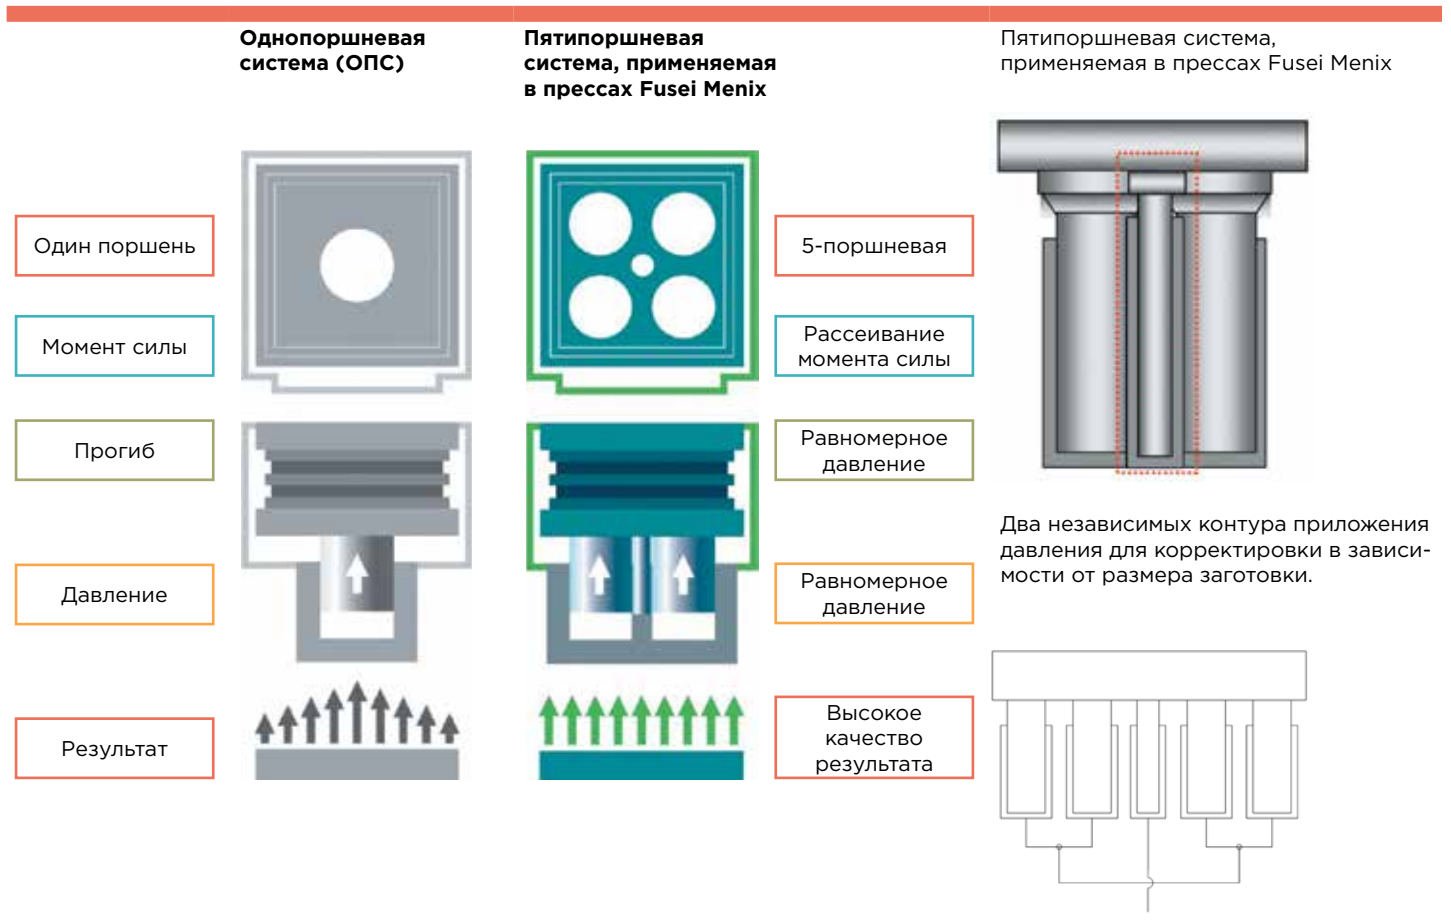 Однопоршневая
система (ОПС)
Пятипоршневая
система, применяемая
в прессах Fusei Menix
Пятипоршневая система,
применяемая в прессах Fusei Menix
Один поршень
5-поршневая
Момент силы
Рассеивание
момента силы
Прогиб
Равномерное
давление
Два независимых контура приложения
давления для корректировки в зависи-
мости от размера заготовки.
Давление
Равномерное
давление
Результат
Высокое
качество
результата